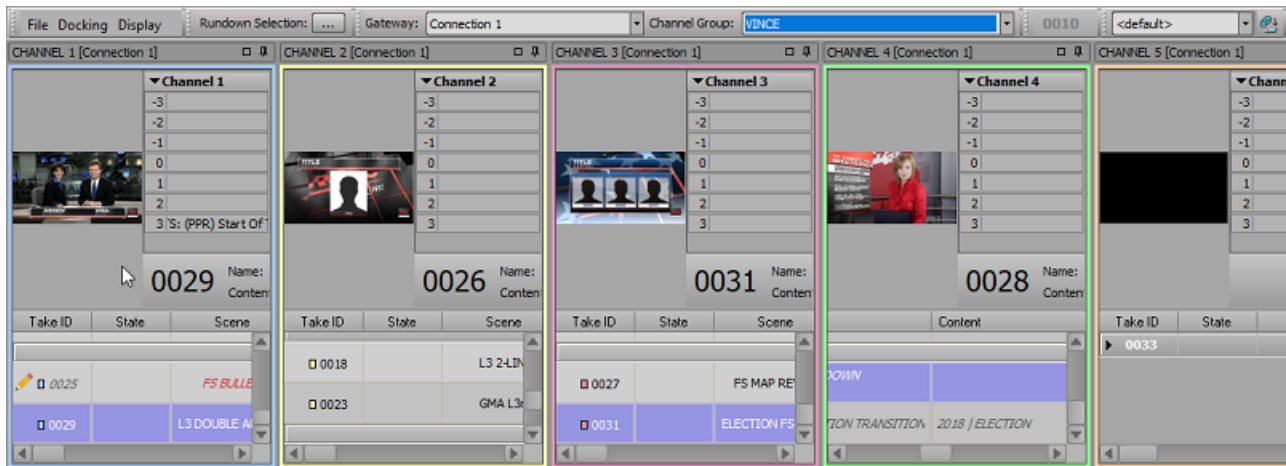 File Docking Display Rundown Selection: ... Gateway: Connection 1 Channel Group: VINCE 0010 <default>
CHANNEL 1 [Connection 1] CHANNEL 2 [Connection 1] CHANNEL 3 [Connection 1] CHANNEL 4 [Connection 1] CHANNEL 5 [Connection 1]
Channel 1 Channel 2 Channel 3 Channel 4 Chann
-3 -3 -3 -3 -3
-2 -2 -2 -2 -2
-1 -1 -1 -1 -1
0 TITLE 0 TITLE 0 0 0
1 1 1 1 1
2 2 2 2 2
3 'S: (PPR) Start Of 3 3 3 3
0029 Name: 0026 Name: 0031 Name: 0028 Name:
Conten Conten Conten Conten
Take ID State Scene Take ID State Scene Take ID State Scene Content Take ID State
0033
0018 L3 2-LIN
0025 FS BULLE 0027 FS MAP RE DOWN
0023 GMA L3
0029 L3 DOUBLE A 0031 ELECTION FS TION TRANSITION 2018 / ELECTION